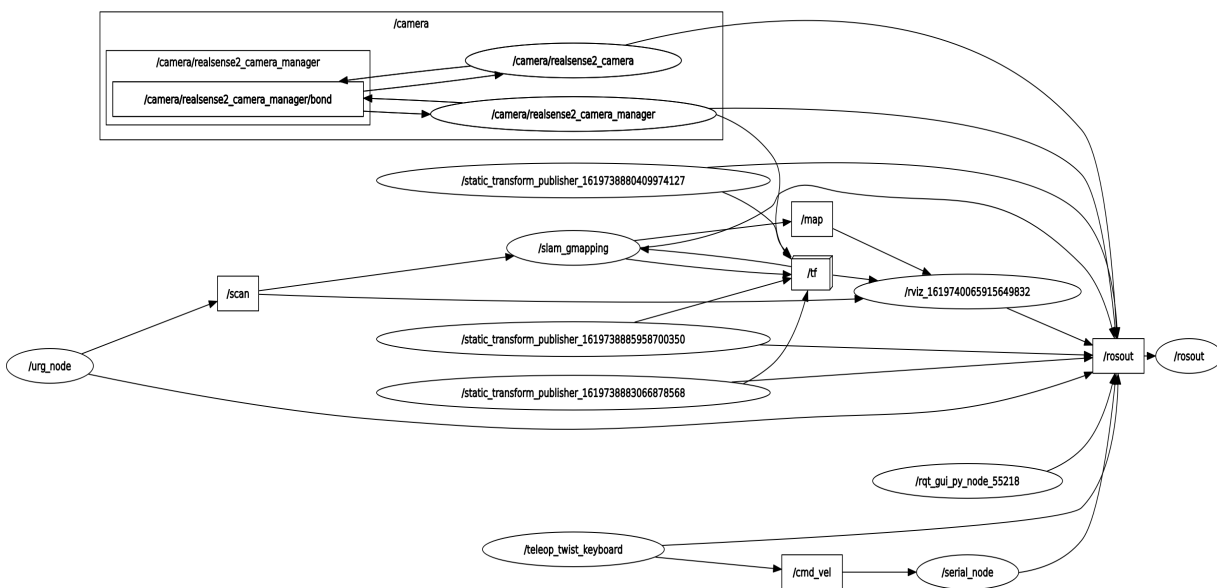 /camera
/camera/realsense2_camera_manager
/camera/realsense2_camera
/camera/realsense2_camera_manager/bond
/camera/realsense2_camera_manager
/static_transform_publisher_1619738880409974127
/map
/slam_gmapping
/tf
/scan
/rviz_1619740065915649832
/static_transform_publisher_1619738885958700350
/urg_node
/rosout
/rosout
/static_transform_publisher_1619738883066878568
/rqt_gui_py_node_55218
/teleop_twist_keyboard
/cmd_vel
/serial_node